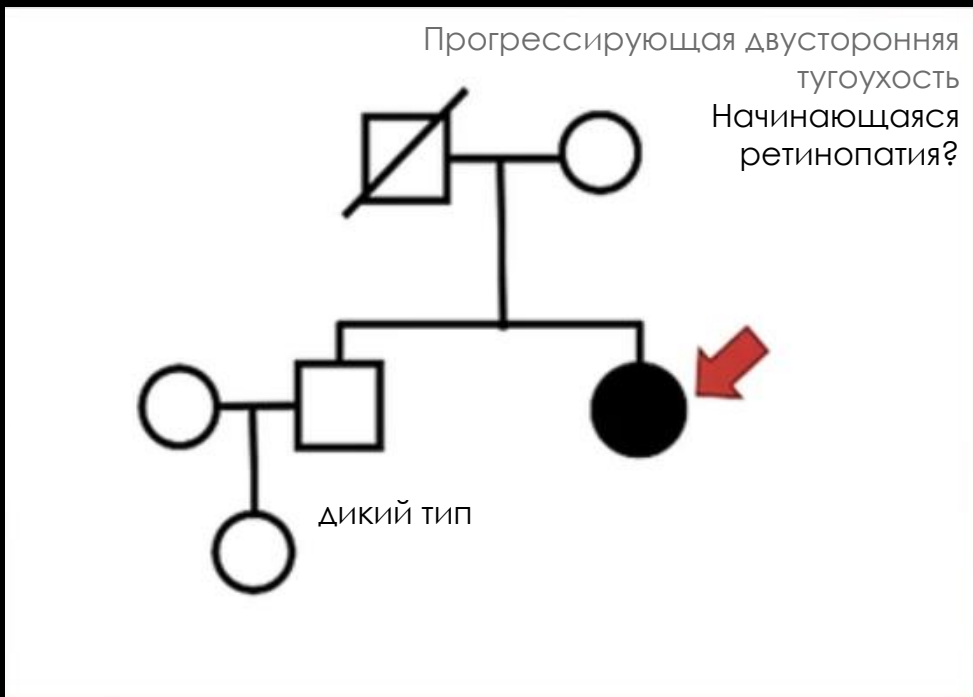 Прогрессирующая двусторонняя
тугоухость
Начинающаяся
ретинопатия?
дикий тип